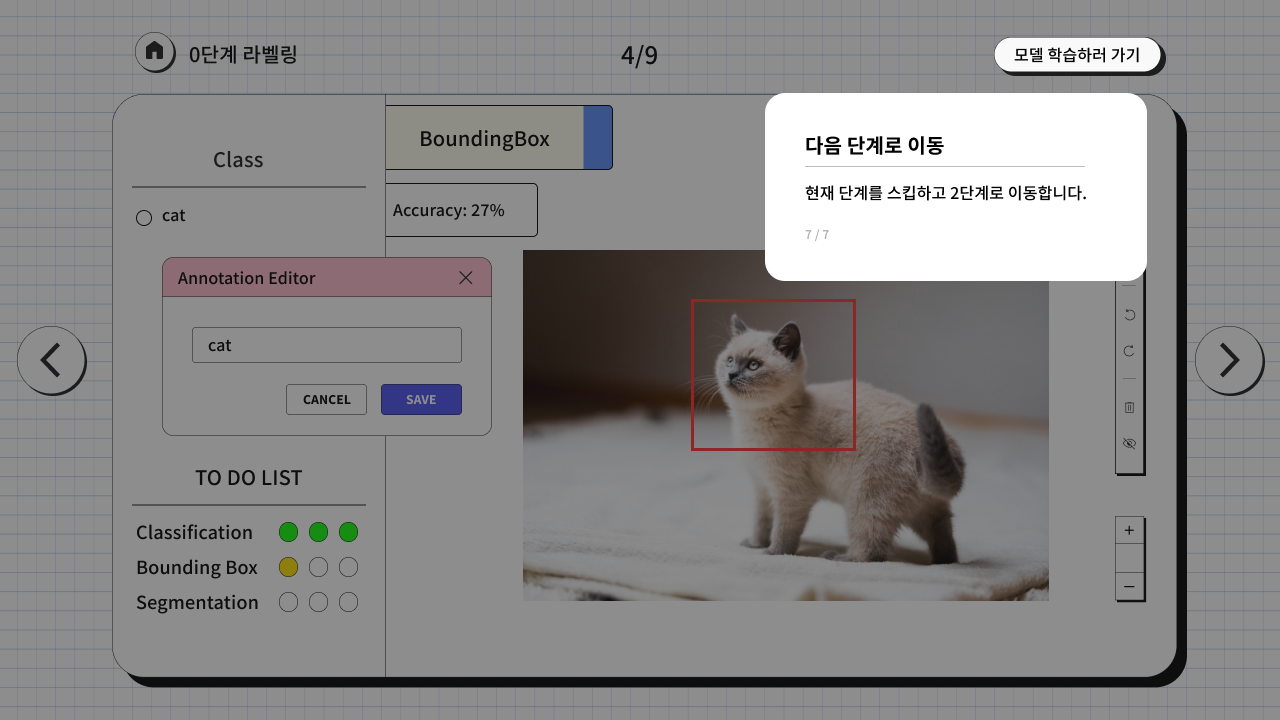 0단계 라벨링
4/9
모델 학습하러 가기
Class
cat
BoundingBox
Accuracy: 27%
다음 단계로 이동
현재 단계를 스킵하고 2단계로 이동합니다.
7 / 7
Annotation Editor
cat
CANCEL
SAVE
TO DO LIST
Classification
Bounding Box
Segmentation